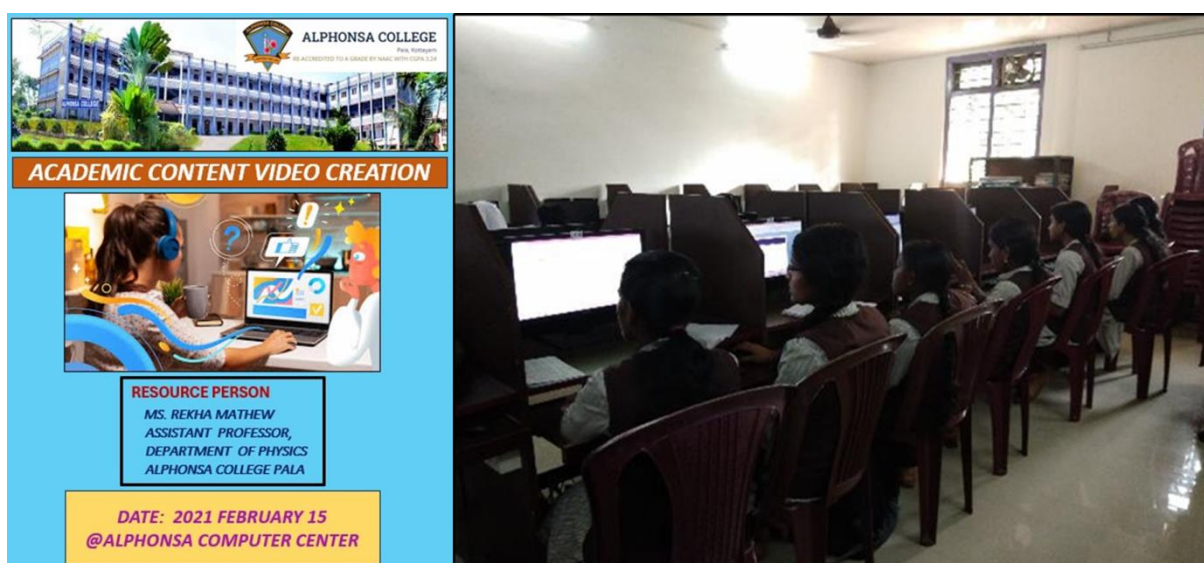 ALPHONSA COLLEGE
Pala, Kottayam
RE-ACCREDITED TO A GRADE BY NAAC WITH CGPA 3.24
ALPHONSA COLLEGE
ACADEMIC CONTENT VIDEO CREATION
RESOURCE PERSON
MS. REKHA MATHEW
ASSISTANT PROFESSOR,
DEPARTMENT OF PHYSICS
ALPHONSA COLLEGE PALA
DATE: 2021 FEBRUARY 15
@ALPHONSA COMPUTER CENTER